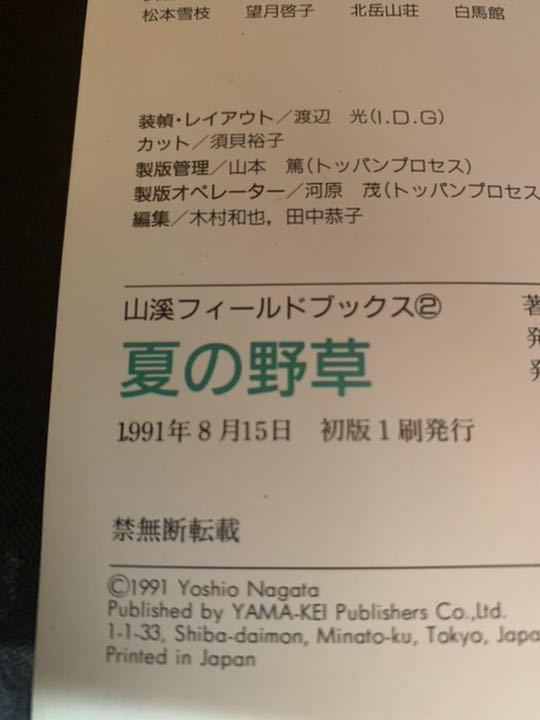 松本雪枝　望月啓子　北岳山荘　白馬館
装幀・レイアウト／渡辺　光(I.D.G)
カット／須貝裕子
製版管理／山本　篤(トッパンプロセス)
製版オペレーター／河原　茂(トッパンプロセス
編集／木村和也，田中恭子
山溪フィールドブックス②
夏の野草
1991年8月15日　初版1刷発行
著
発
発
禁無断転載
©1991 Yoshio Nagata
Published by YAMA-KEI Publishers Co.,Ltd.
1-1-33, Shiba-daimon, Minato-ku, Tokyo, Japa
Printed in Japan